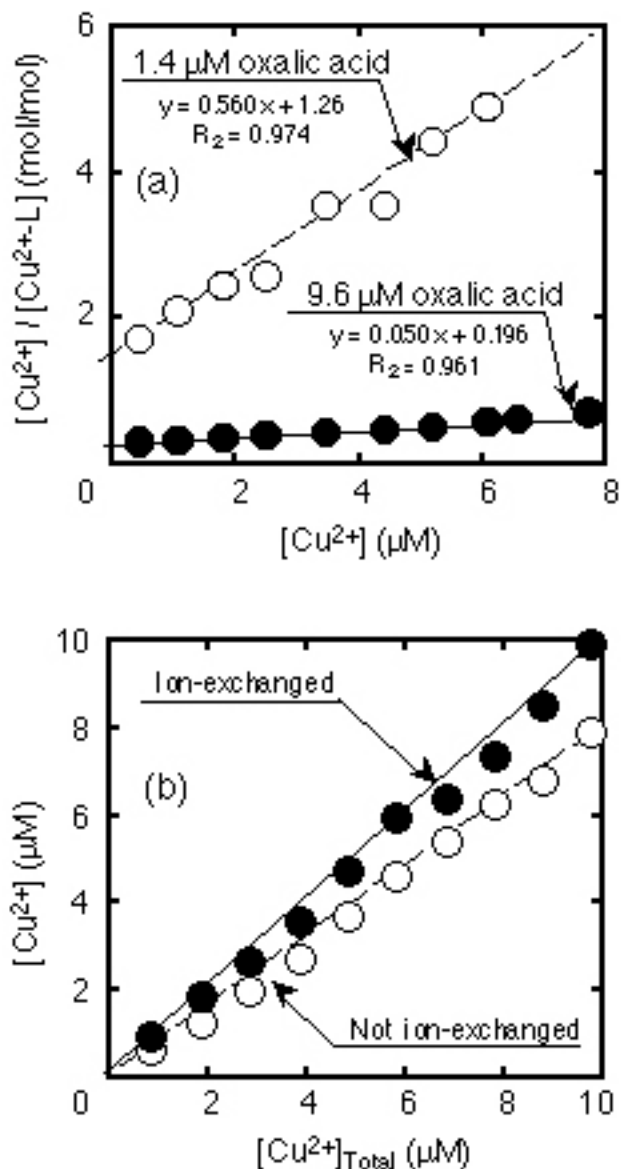 6
1.4 µM oxalic acid
y = 0.560x + 1.26
R2 = 0.974
4
(a)
[Cu2+] / [Cu2+-L] (moll/mol)
2
9.6 µM oxalic acid
y = 0.050x + 0.196
R2 = 0.961
0 2 4 6 8
[Cu2+] (µM)
10
Ion-exchanged
8
(b)
6
[Cu2+] (µM)
4
2
Not ion-exchanged
0 2 4 6 8 10
[Cu2+]Total (µM)